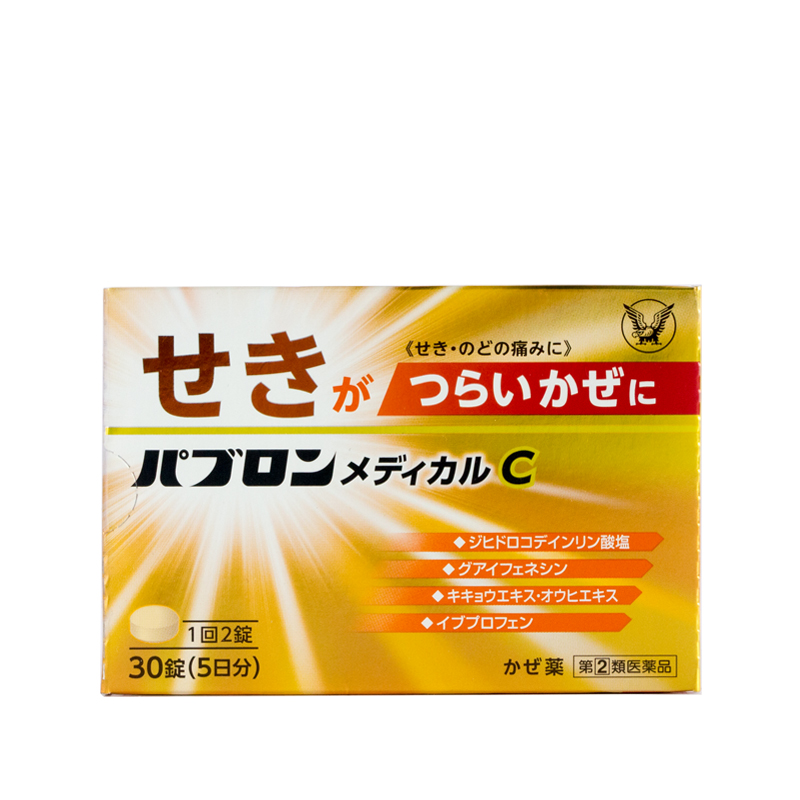 《せき・のどの痛みに》
せきが つらいかぜに
パブロンメディカルC
◆ジヒドロコデインリン酸塩
◆グアイフェネシン
◆キキョウエキス・オウヒエキス
◆イブプロフェン
1回2錠
30錠(5日分)
かぜ薬 指②類医薬品